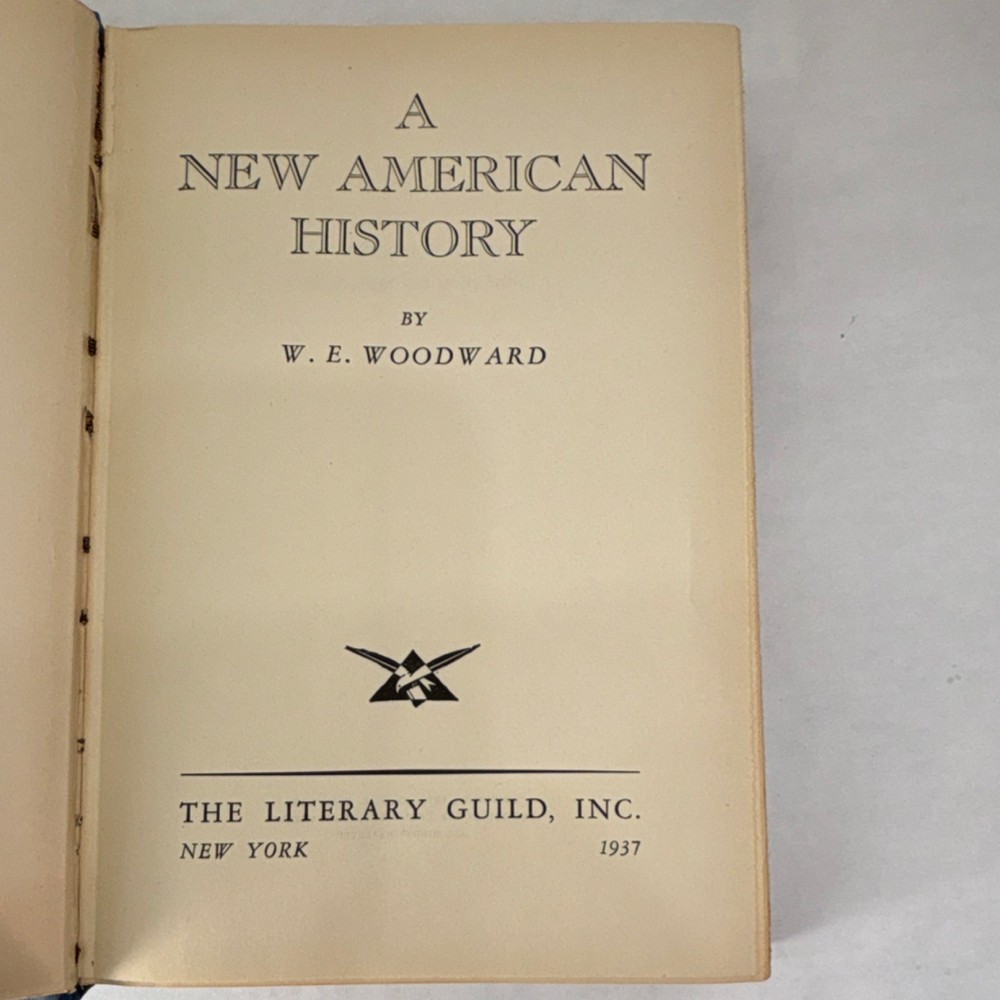 A
NEW AMERICAN
HISTORY
BY
W. E. WOODWARD
THE LITERARY GUILD, INC.
NEW YORK 1937